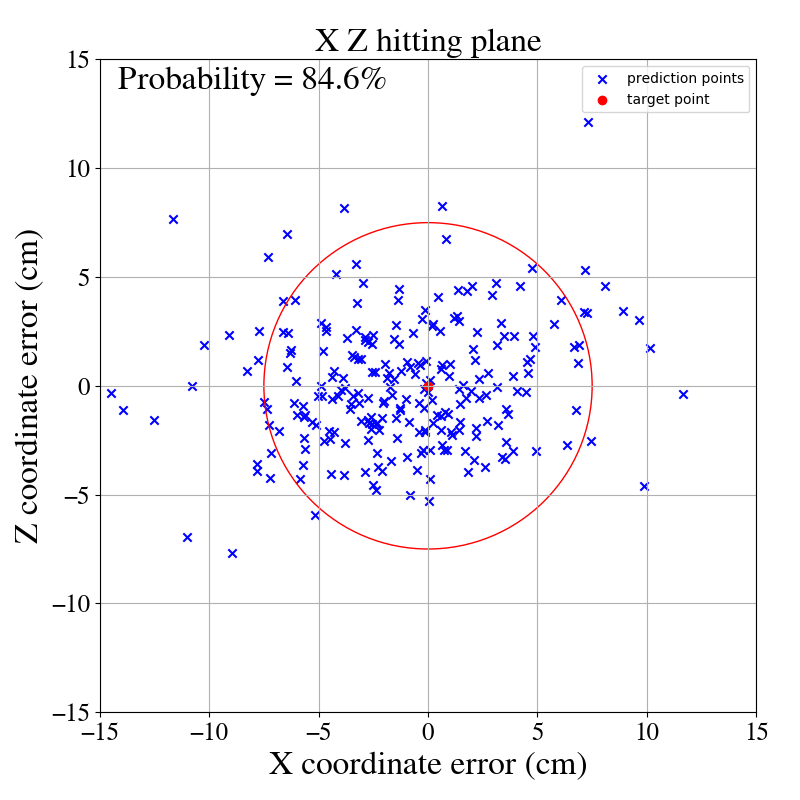 X Z hitting plane
Probability = 84.6%
prediction points
target point
15
10
5
0
−5
−10
−15
Z coordinate error (cm)
−15 −10 −5 0 5 10 15
X coordinate error (cm)